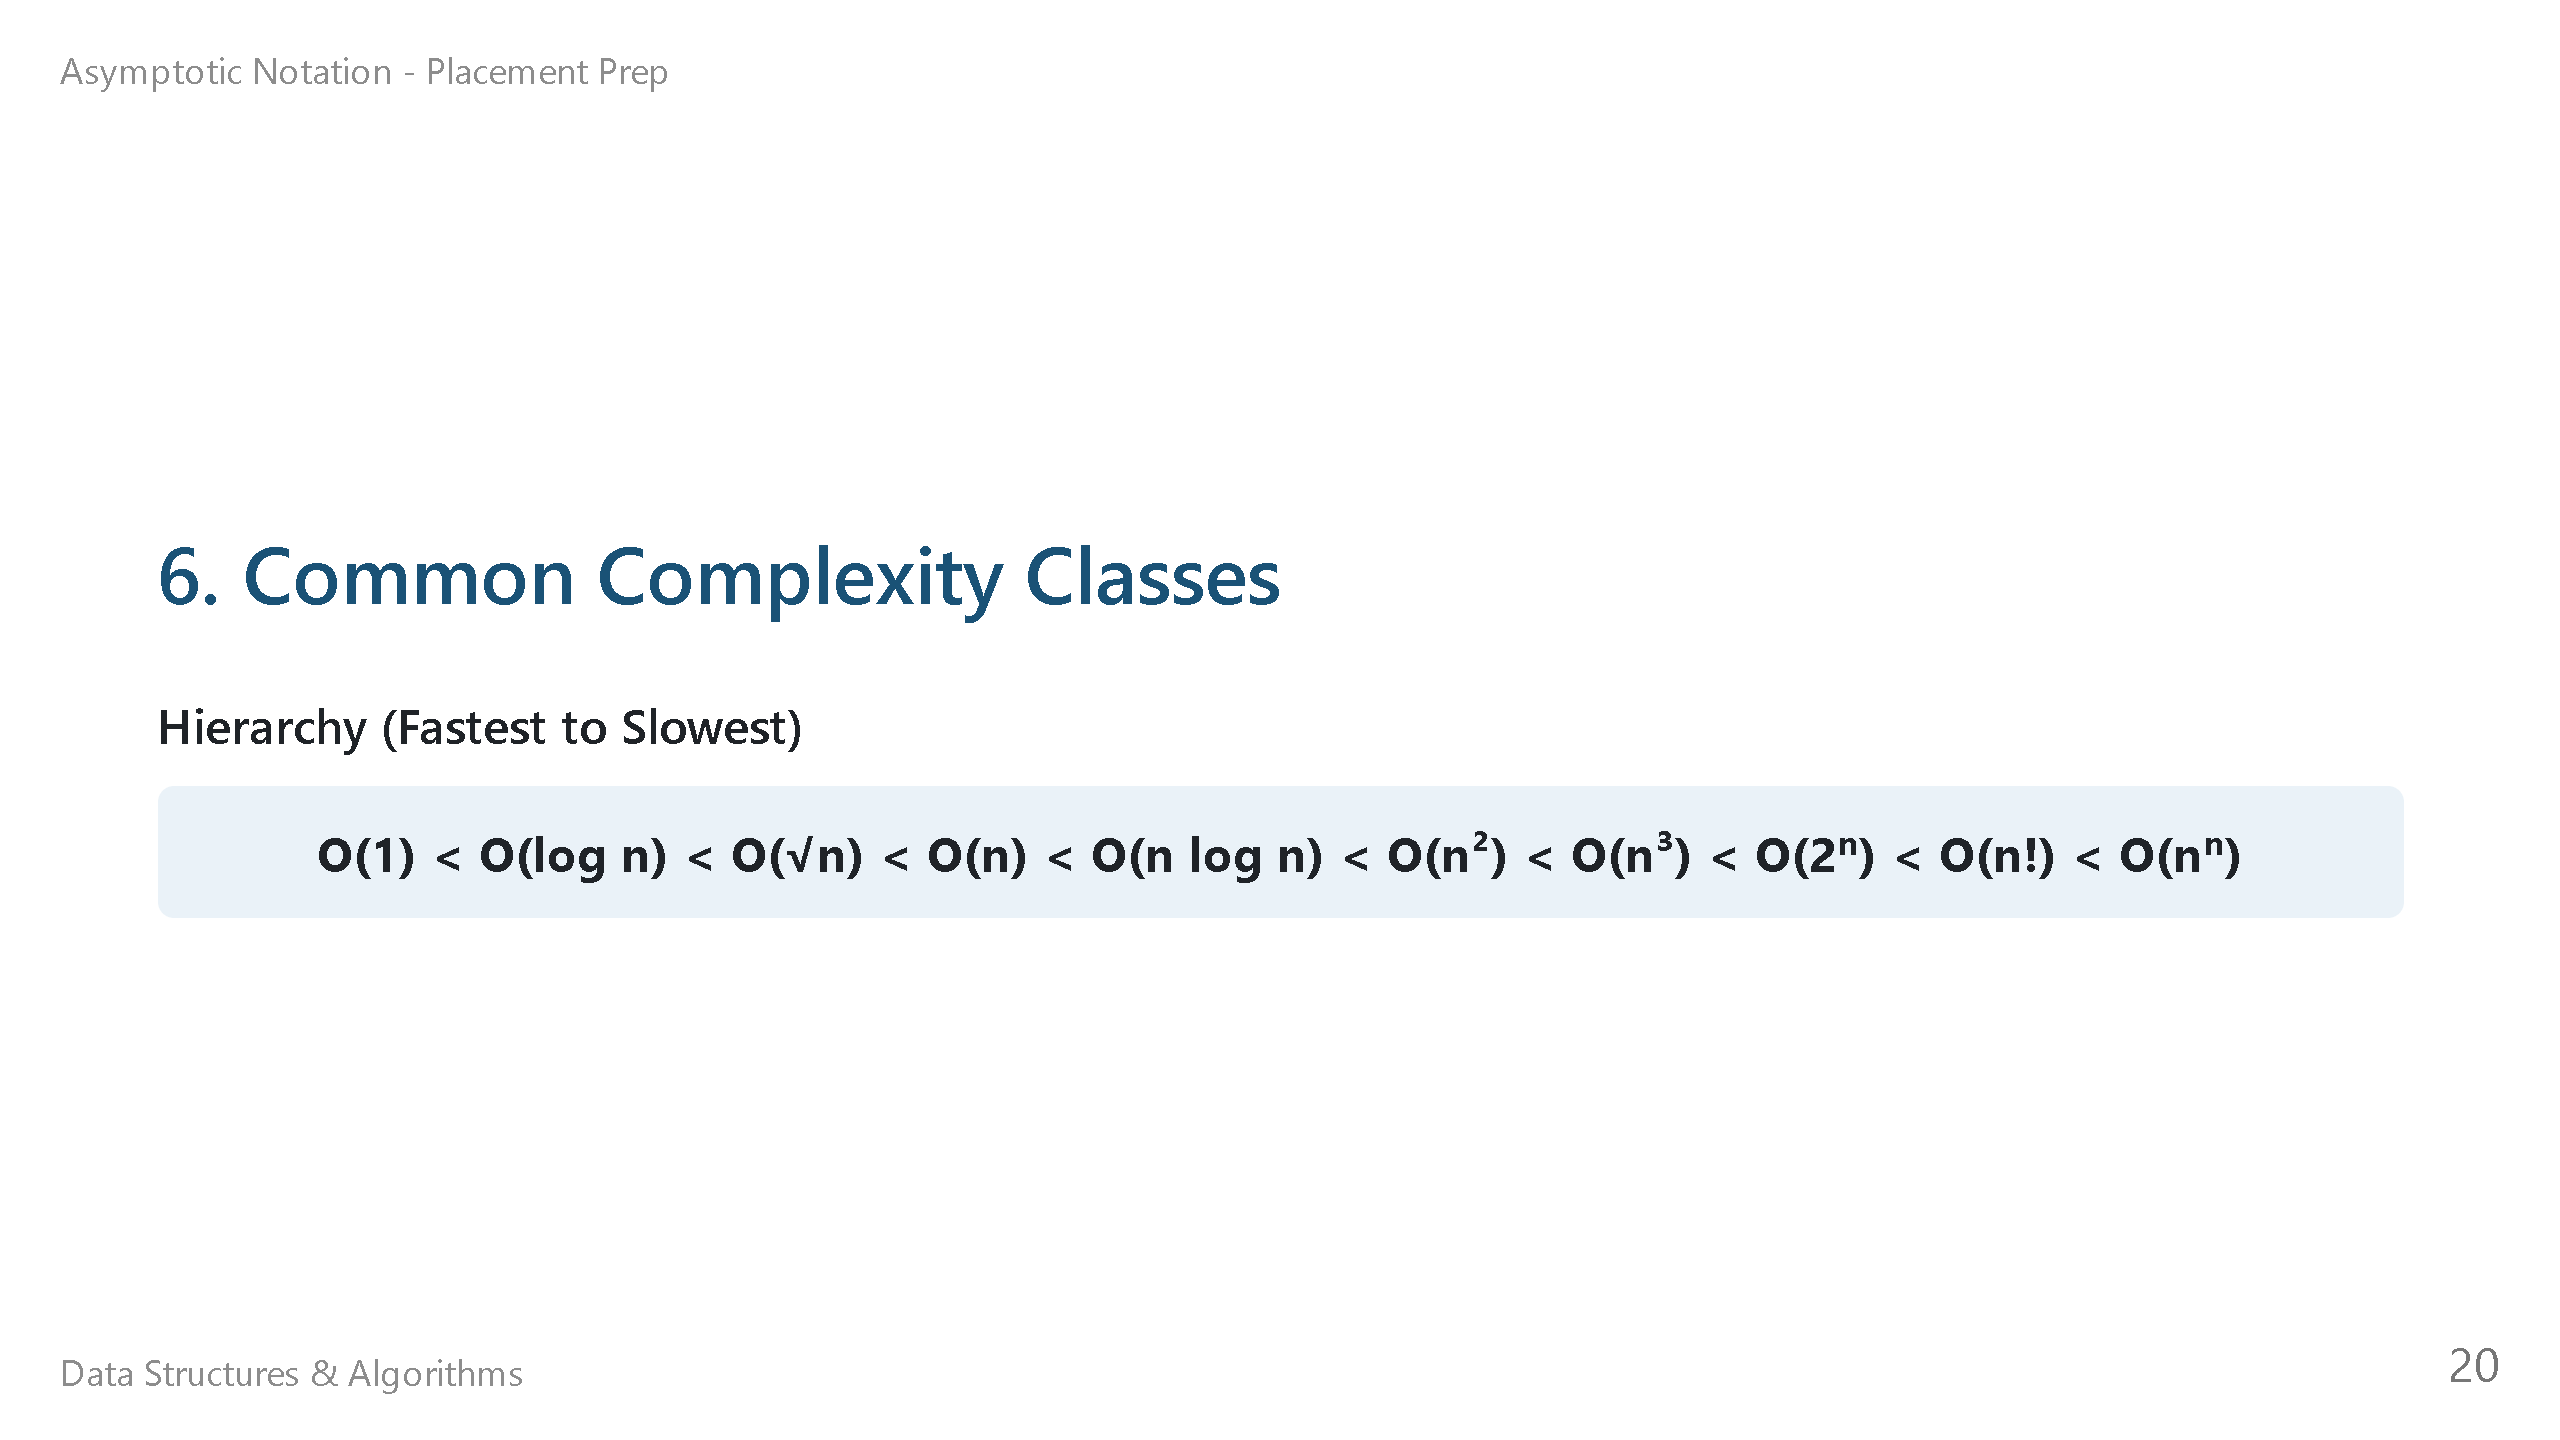 Asymptotic Notation - Placement Prep
6. Common Complexity Classes
Hierarchy (Fastest to Slowest)
O(1) < O(log n) < O(√n) < O(n) < O(n log n) < O(n²) < O(n³) < O(2ⁿ) < O(n!) < O(nⁿ)
Data Structures & Algorithms
20